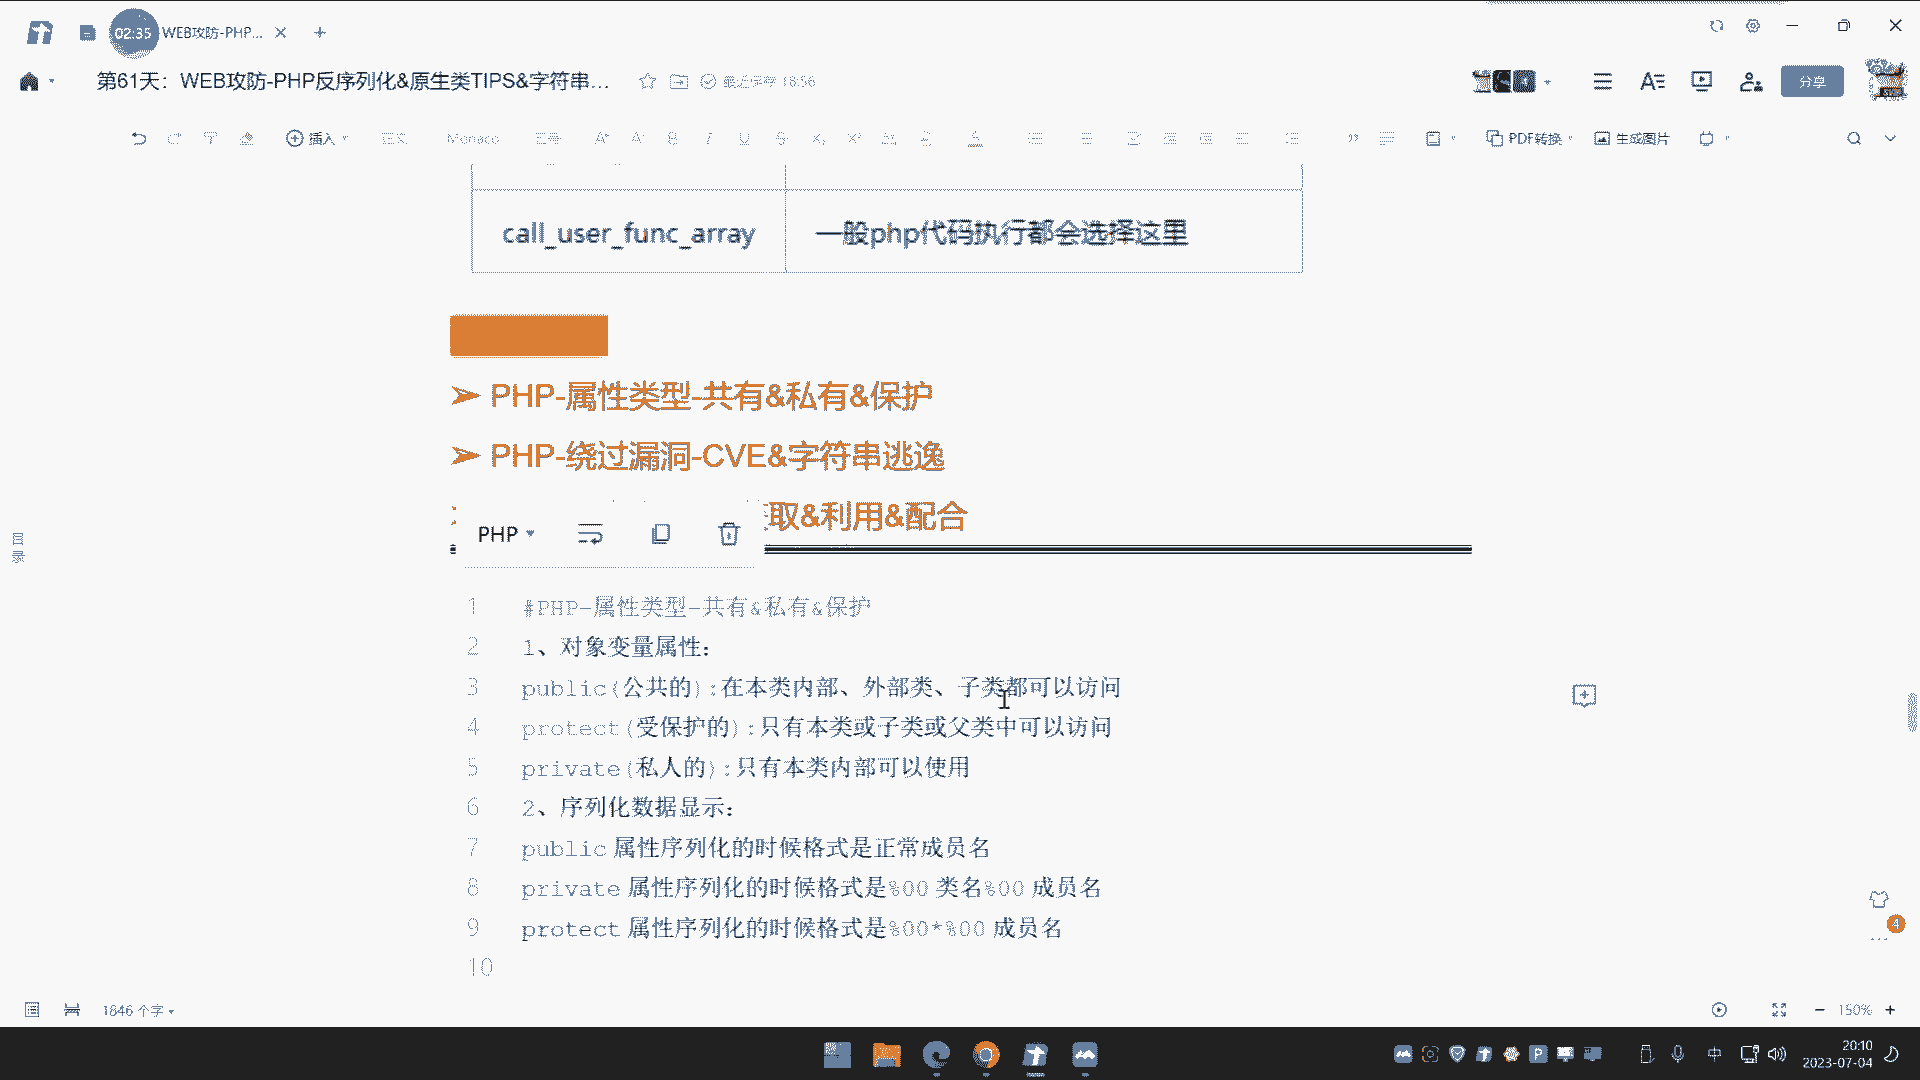 02:35 WEB攻防-PHP...
第61天：WEB攻防-PHP反序列化&原生类TIPS&字符串... 最近保存 18:56 分享
插入 正文 Monaco PDF转换 生成图片
call_user_func_array 一般php代码执行都会选择这里
➢ PHP-属性类型-共有&私有&保护
➢ PHP-绕过漏洞-CVE&字符串逃逸
取&利用&配合
PHP
目录
1 #PHP-属性类型-共有&私有&保护
2 1、对象变量属性：
3 public(公共的):在本类内部、外部类、子类都可以访问
4 protect(受保护的):只有本类或子类或父类中可以访问
5 private(私人的):只有本类内部可以使用
6 2、序列化数据显示：
7 public 属性序列化的时候格式是正常成员名
8 private 属性序列化的时候格式是%00 类名%00 成员名
9 protect 属性序列化的时候格式是%00*%00 成员名
10
4
1846 个字 150%
中 20:10
2023-07-04